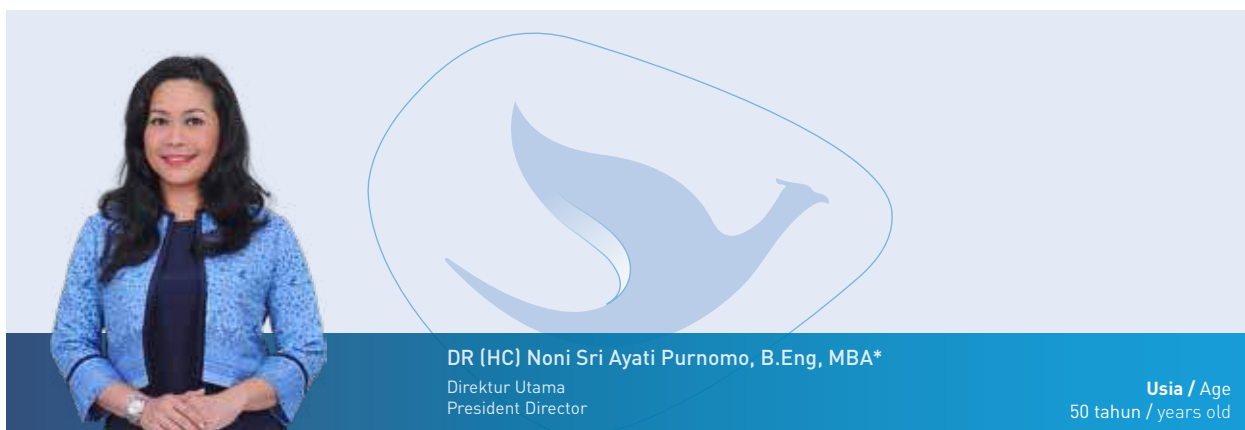 DR (HC) Noni Sri Ayati Purnomo, B.Eng, MBA*
Direktur Utama
President Director
Usia / Age
50 tahun / years old